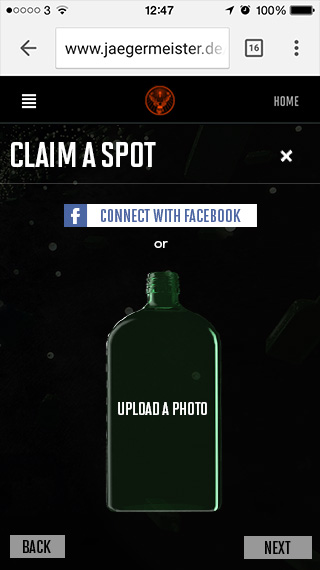 3 12:47 100%
www.jaegermeister.de
16
HOME
CLAIM A SPOT
f CONNECT WITH FACEBOOK
or
UPLOAD A PHOTO
BACK NEXT